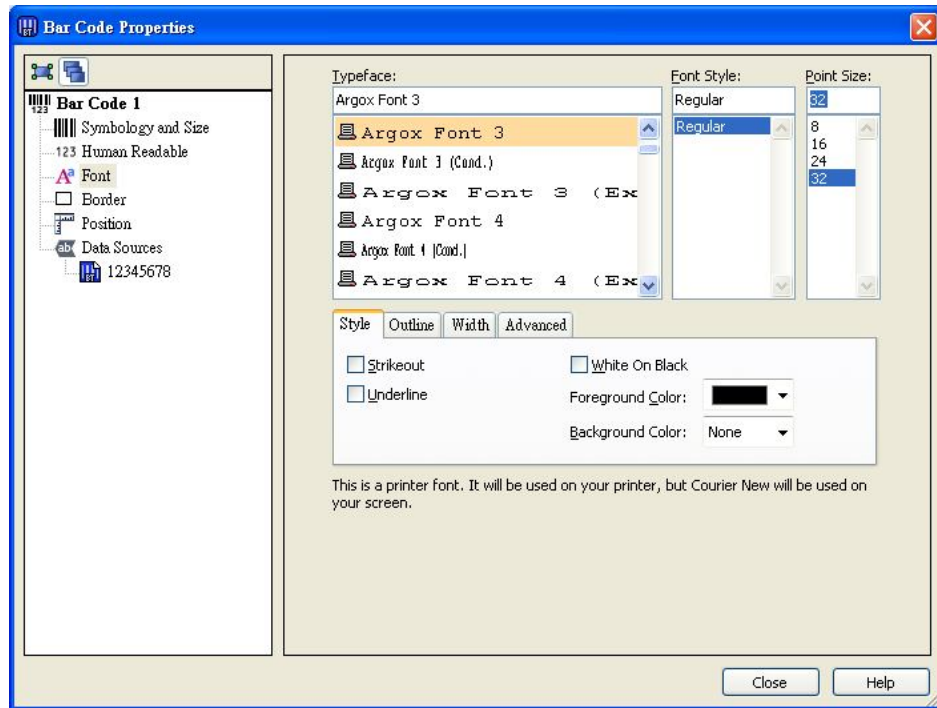 Bar Code Properties
Bar Code 1
Symbology and Size
123 Human Readable
Font
Border
Position
Data Sources
12345678
Typeface:
Argox Font 3
Argox Font 3
Argox Font 3 (Cond.)
Argox Font 3 (Ex
Argox Font 4
Argox Font 4 (Cond.)
Argox Font 4 (Ex
Font Style:
Regular
Regular
Point Size:
32
8
16
24
32
Style Outline Width Advanced
Strikeout
Underline
White On Black
Foreground Color:
Background Color: None
This is a printer font. It will be used on your printer, but Courier New will be used on
your screen.
Close Help